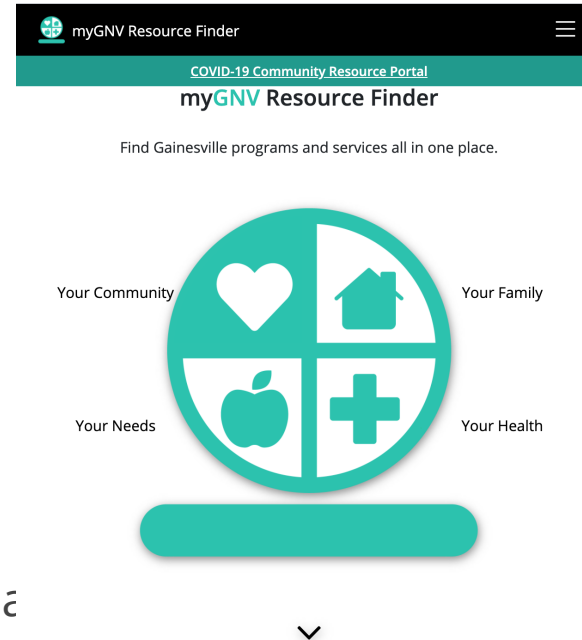 myGNV Resource Finder
COVID-19 Community Resource Portal
myGNV Resource Finder
Find Gainesville programs and services all in one place.
Your Community
Your Family
Your Needs
Your Health